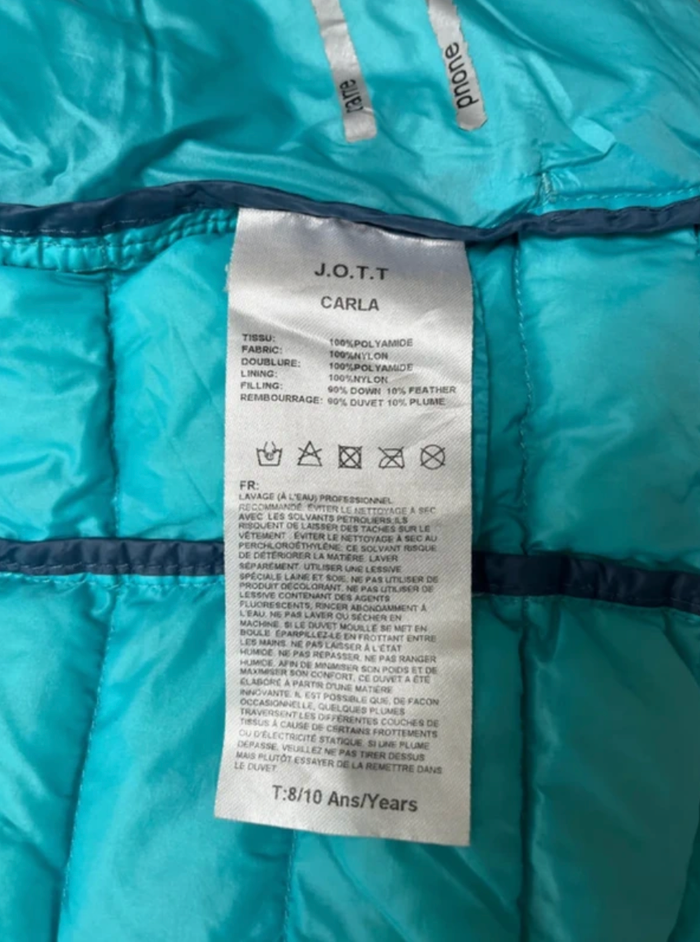 phone
J.O.T.T
CARLA
TISSU: 100%POLYAMIDE
FABRIC: 100%NYLON
DOUBLURE: 100%POLYAMIDE
LINING: 100%NYLON
FILLING: 90% DOWN 10% FEATHER
REMBOURRAGE: 90% DUVET 10% PLUME
FR:
LAVAGE (À L'EAU) PROFESSIONNEL
RECOMMANDÉ. ÉVITER LE NETTOYAGE A SEC
AVEC LES SOLVANTS PETROLIERS;ILS
RISQUENT DE LAISSER DES TACHES SUR LE
VÊTEMENT . ÉVITER LE NETTOYAGE À SEC AU
PERCHLOROÉTHYLÈNE: CE SOLVANT RISQUE
DE DÉTÉRIORER LA MATIÈRE. LAVER
SÉPARÉMENT. UTILISER UNE LESSIVE
SPÉCIALE LAINE ET SOIE. NE PAS UTILISER DE
PRODUIT DÉCOLORANT. NE PAS UTILISER DE
LESSIVE CONTENANT DES AGENTS
FLUORESCENTS, RINCER ABONDAMMENT À
L'EAU. NE PAS LAVER OU SÉCHER EN
MACHINE. SI LE DUVET MOUILLÉ SE MET EN
BOULE. ÉPARPILLEZ-LE EN FROTTANT ENTRE
LES MAINS. NE PAS LAISSER À L'ÉTAT
HUMIDE. NE PAS REPASSER. NE PAS RANGER
HUMIDE. AFIN DE MINIMISER SON POIDS ET DE
MAXIMISER SON CONFORT, CE DUVET A ÉTÉ
ÉLABORÉ À PARTIR D'UNE MATIÈRE
INNOVANTE. IL EST POSSIBLE QUE, DE FACON
OCCASIONNELLE, QUELQUES PLUMES
TRAVERSENT LES DIFFÉRENTES COUCHES DE
TISSUS À CAUSE DE CERTAINS FROTTEMENTS
OU D'ÉLECTRICITÉ STATIQUE. SI UNE PLUME
DÉPASSE, VEUILLEZ NE PAS TIRER DESSUS
MAIS PLUTÔT ESSAYER DE LA REMETTRE DANS
LE DUVET.
T:8/10 Ans/Years